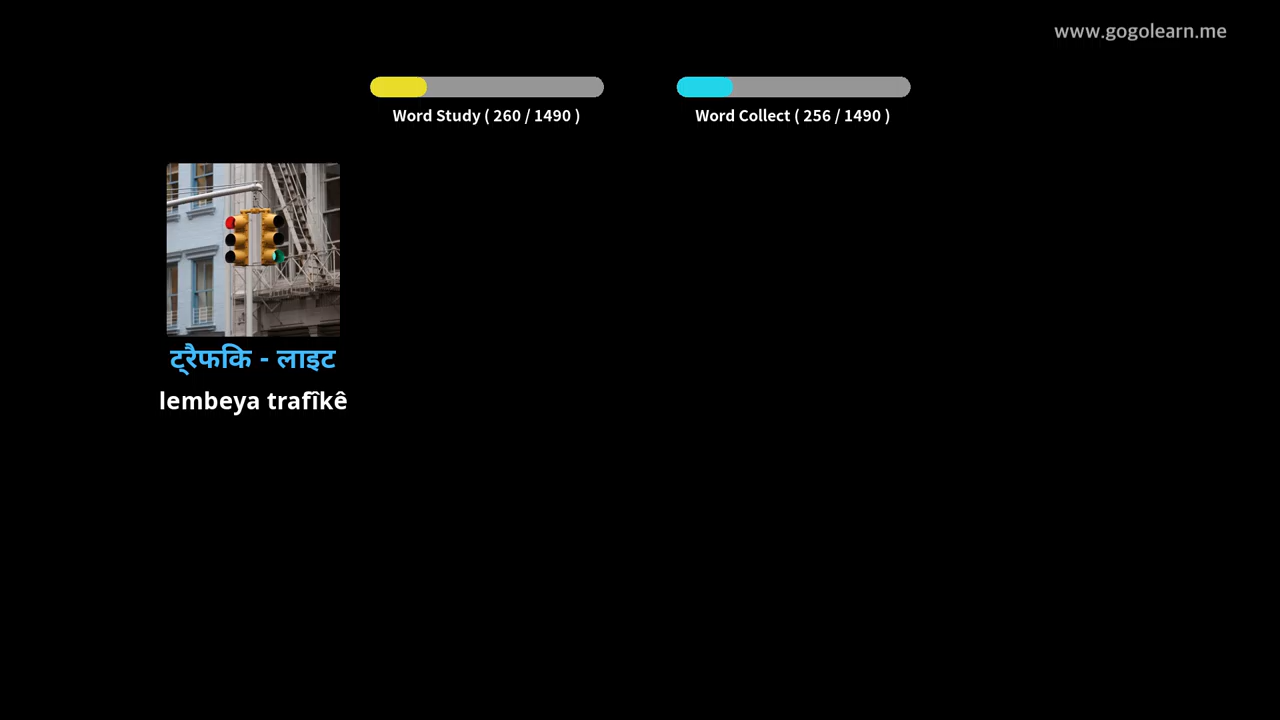 www.gogolearn.me
Word Study ( 260 / 1490 )
Word Collect ( 256 / 1490 )
ट्रैफकि - लाइट
lembeya trafîkê